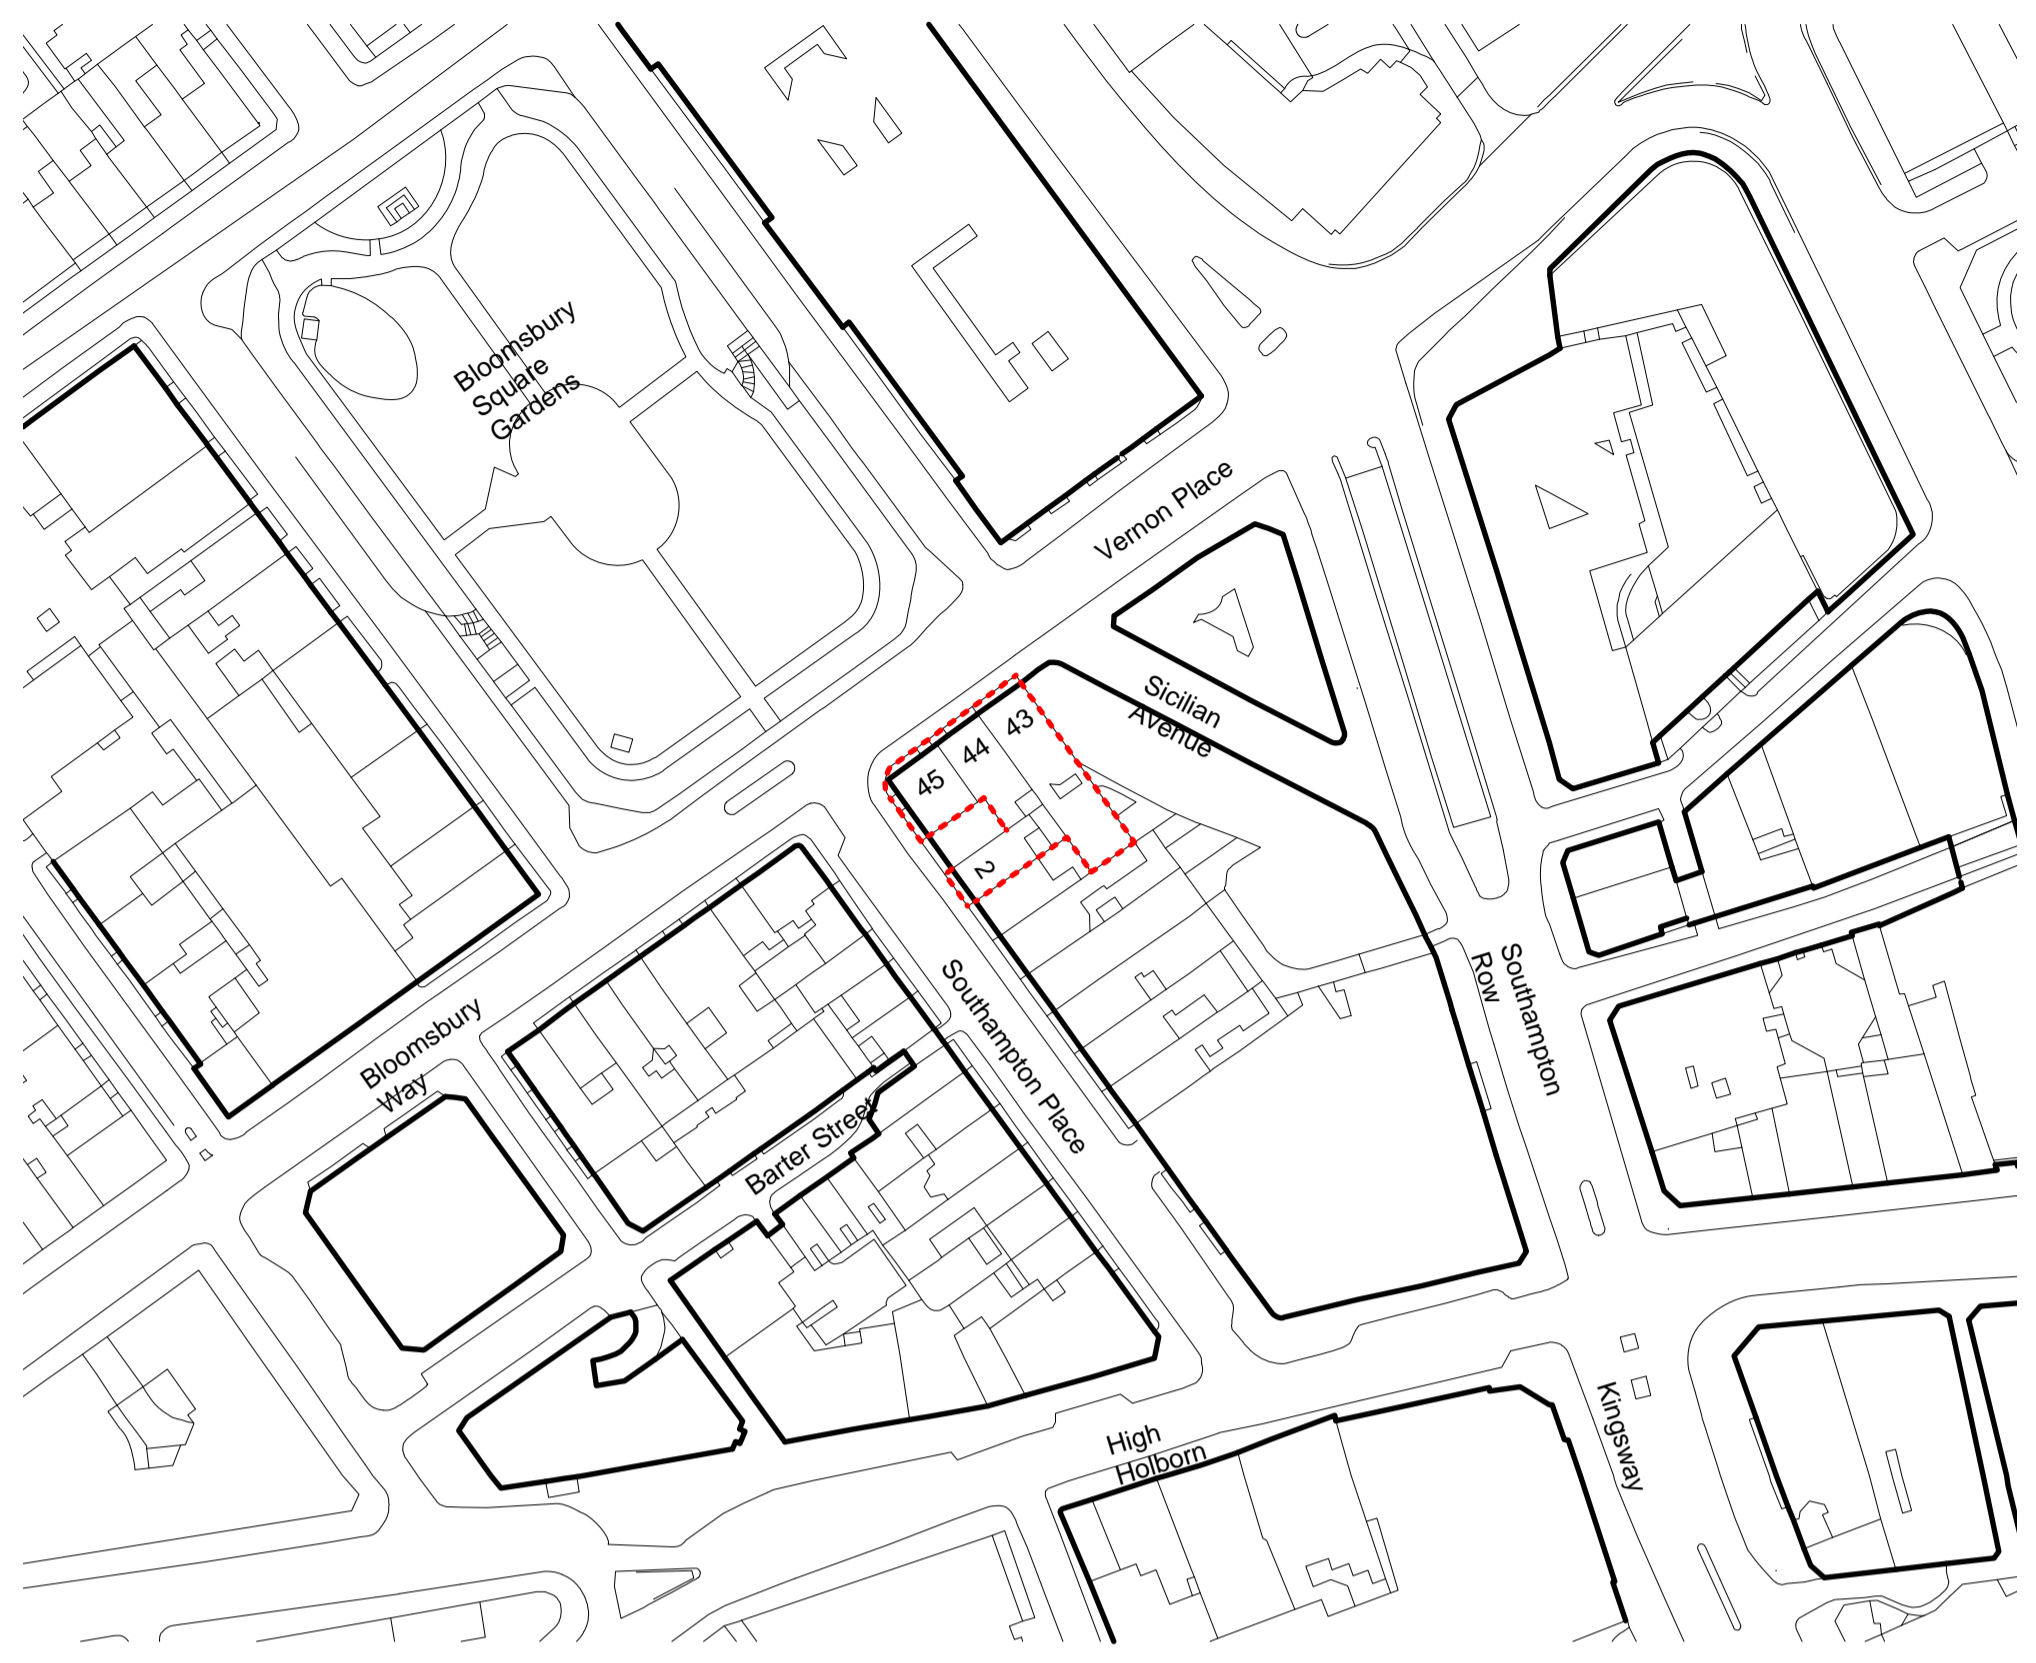 Bloomsbury
Square
Gardens
Vernon Place
Sicilian
Avenue
43
44
45
2
Southampton
Row
Southampton Place
Bloomsbury
Way
Barter Street
High
Holborn
Kingsway